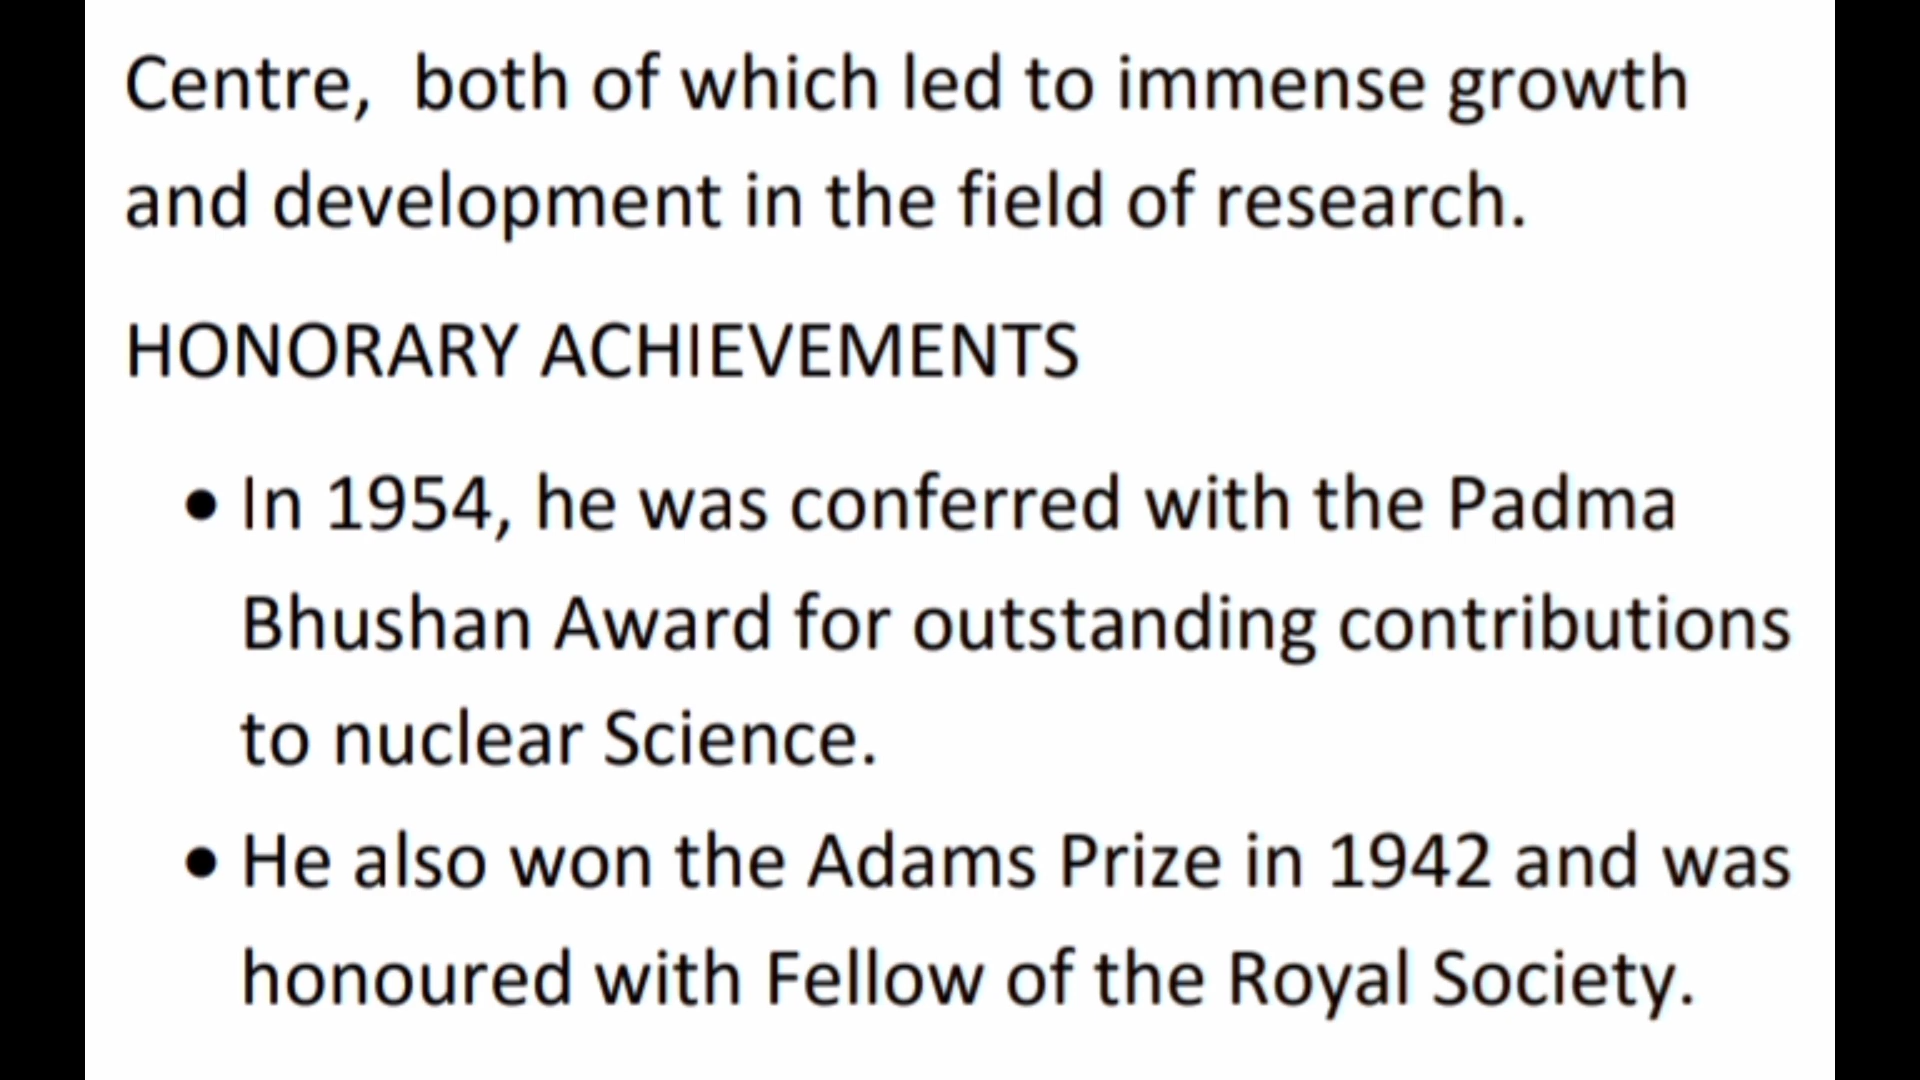 Centre,  both of which led to immense growth
and development in the field of research.
HONORARY ACHIEVEMENTS
• In 1954, he was conferred with the Padma
Bhushan Award for outstanding contributions
to nuclear Science.
• He also won the Adams Prize in 1942 and was
honoured with Fellow of the Royal Society.